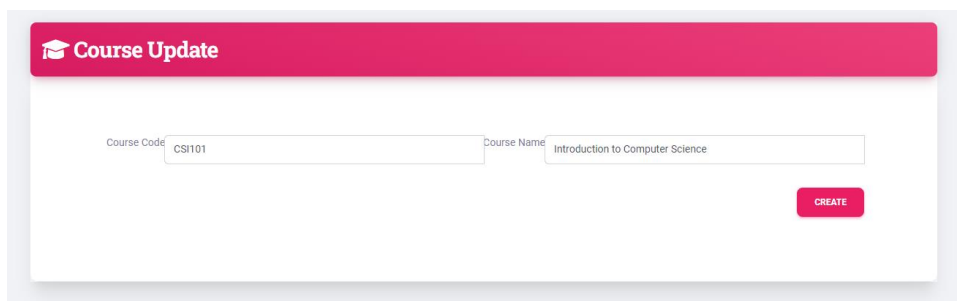 Course Update
Course Code CSI101 Course Name Introduction to Computer Science
CREATE